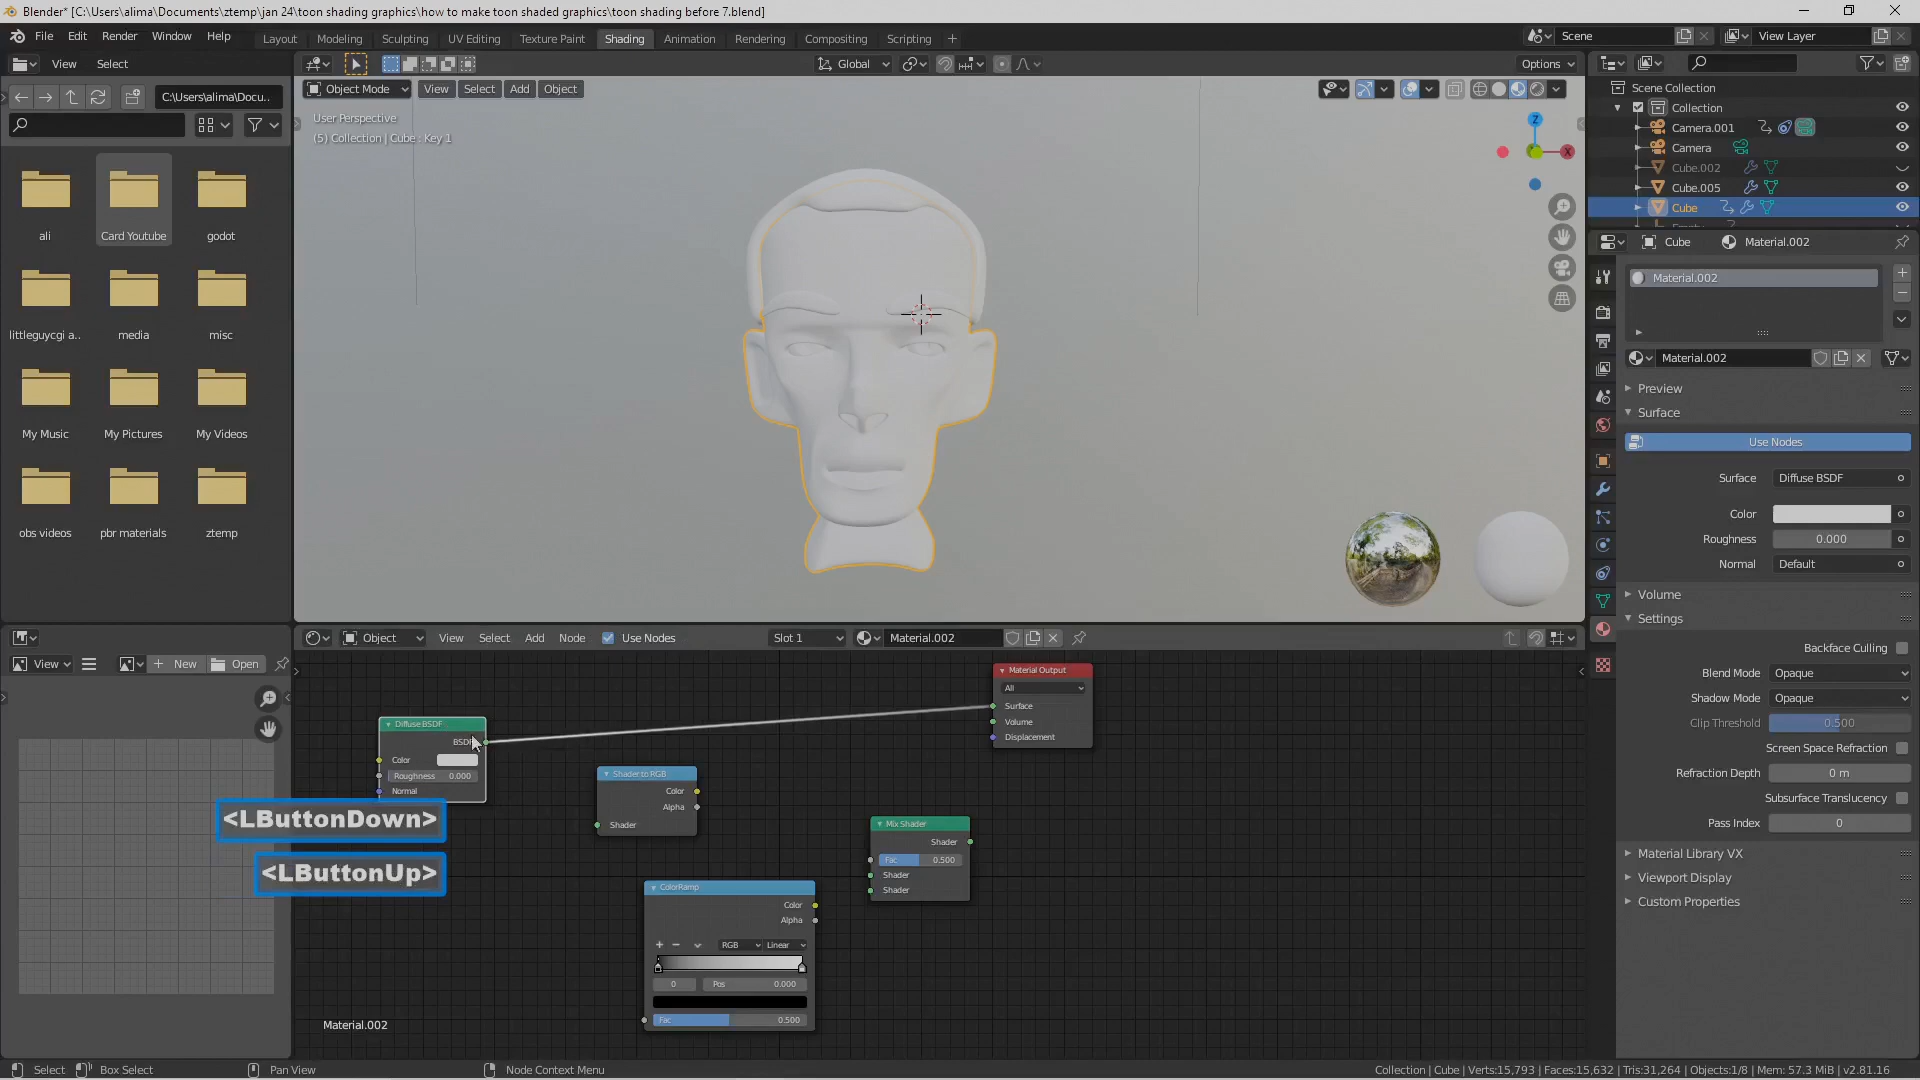 Blender* [C:\Users\alima\Documents\ztemp\jan 24\toon shading graphics\how to make toon shaded graphics\toon shading before 7.blend]
File Edit Render Window Help
Layout Modeling Sculpting UV Editing Texture Paint Shading Animation Rendering Compositing Scripting
Scene
View Layer
View Select
Global
Options
C:\Users\alima\Docu..
Object Mode View Select Add Object
User Perspective
(5) Collection | Cube : Key 1
Z
X
ali
Card Youtube
godot
littleguycgi a..
media
misc
My Music
My Pictures
My Videos
obs videos
pbr materials
ztemp
Scene Collection
Collection
Camera.001
Camera
Cube.002
Cube.005
Cube
Cube
Material.002
Material.002
Material.002
Preview
Surface
Use Nodes
Surface Diffuse BSDF
Color
Roughness 0.000
Normal Default
Volume
Settings
Backface Culling
Blend Mode Opaque
Shadow Mode Opaque
Clip Threshold 0.500
Screen Space Refraction
Refraction Depth 0 m
Subsurface Translucency
Pass Index 0
Material Library VX
Viewport Display
Custom Properties
View
New
Open
Object View Select Add Node Use Nodes
Slot 1
Material.002
Diffuse BSDF
BSDF
Color
Roughness 0.000
Normal
Shader to RGB
Color
Alpha
Shader
Material Output
All
Surface
Volume
Displacement
Mix Shader
Shader
Fac 0.500
Shader
Shader
ColorRamp
Color
Alpha
RGB
Linear
0
Pos 0.000
Fac 0.500
<LButtonDown>
<LButtonUp>
Material.002
Select
Box Select
Pan View
Node Context Menu
Collection | Cube | Verts:15,793 | Faces:15,632 | Tris:31,264 | Objects:1/8 | Mem: 57.3 MiB | v2.81.16